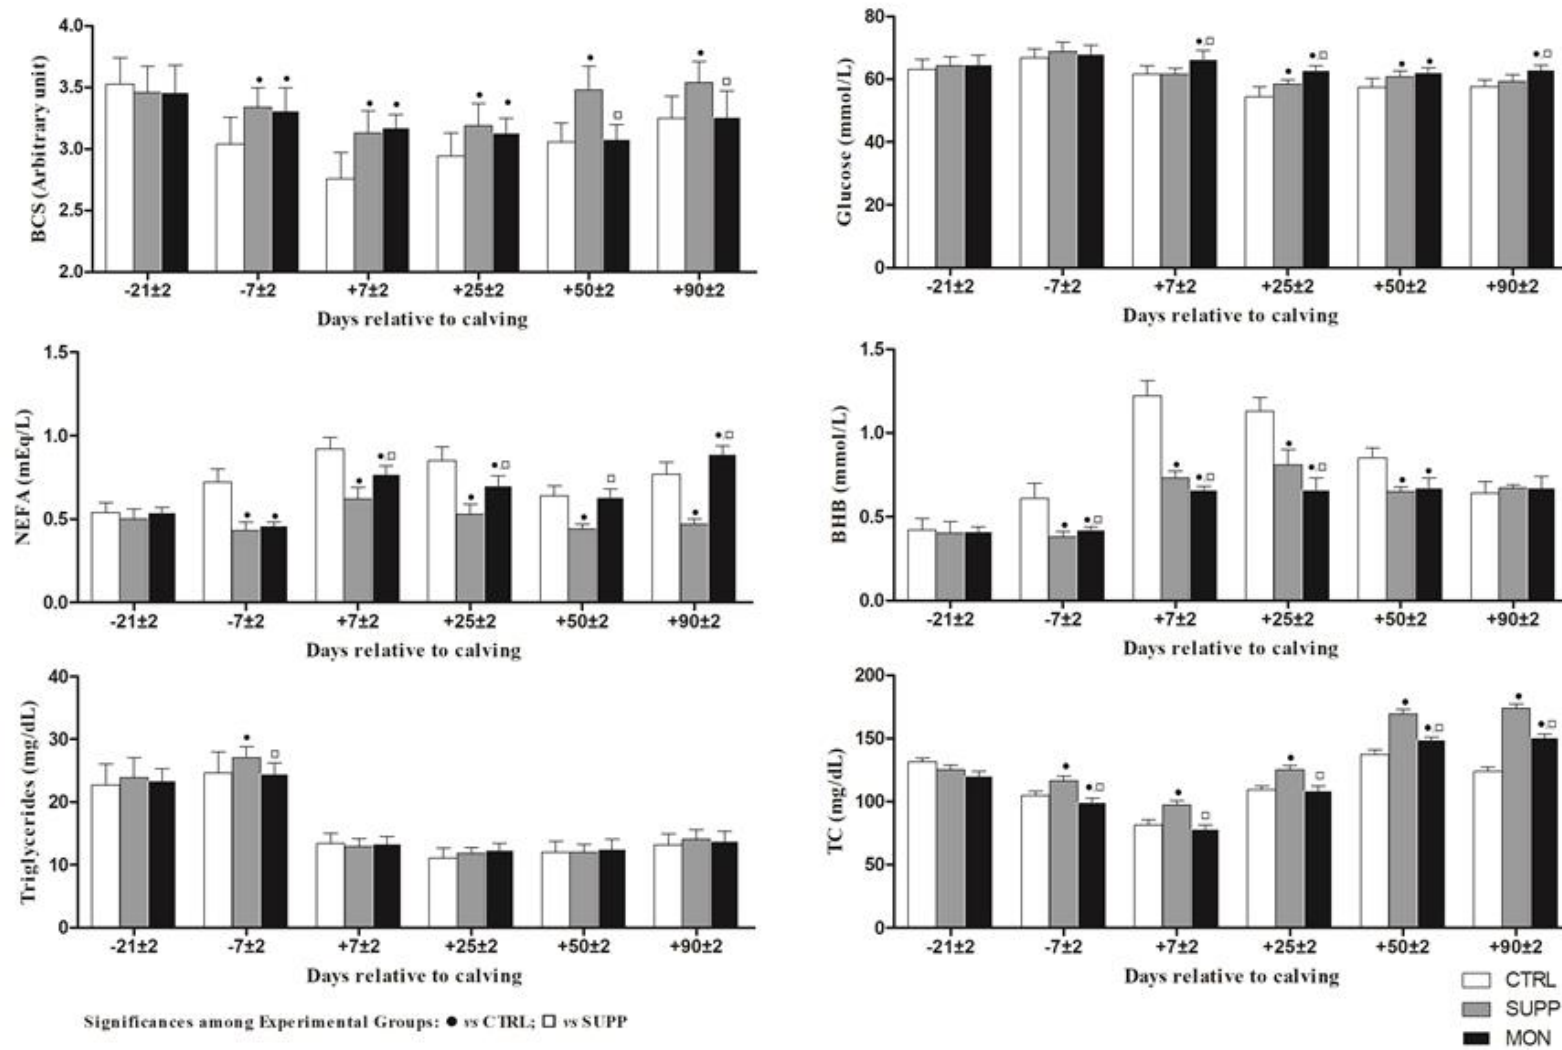 BCS (Arbitrary unit)
4.0
3.5
3.0
2.5
2.0
-21±2 -7±2 +7±2 +25±2 +50±2 +90±2
Days relative to calving
Glucose (mmol/L)
80
60
40
20
0
-21±2 -7±2 +7±2 +25±2 +50±2 +90±2
Days relative to calving
NEFA (mEq/L)
1.5
1.0
0.5
0.0
-21±2 -7±2 +7±2 +25±2 +50±2 +90±2
Days relative to calving
BHB (mmol/L)
1.5
1.0
0.5
0.0
-21±2 -7±2 +7±2 +25±2 +50±2 +90±2
Days relative to calving
Triglycerides (mg/dL)
40
30
20
10
0
-21±2 -7±2 +7±2 +25±2 +50±2 +90±2
Days relative to calving
TC (mg/dL)
200
150
100
50
0
-21±2 -7±2 +7±2 +25±2 +50±2 +90±2
Days relative to calving
CTRL
SUPP
MON
Significances among Experimental Groups: ● vs CTRL; □ vs SUPP